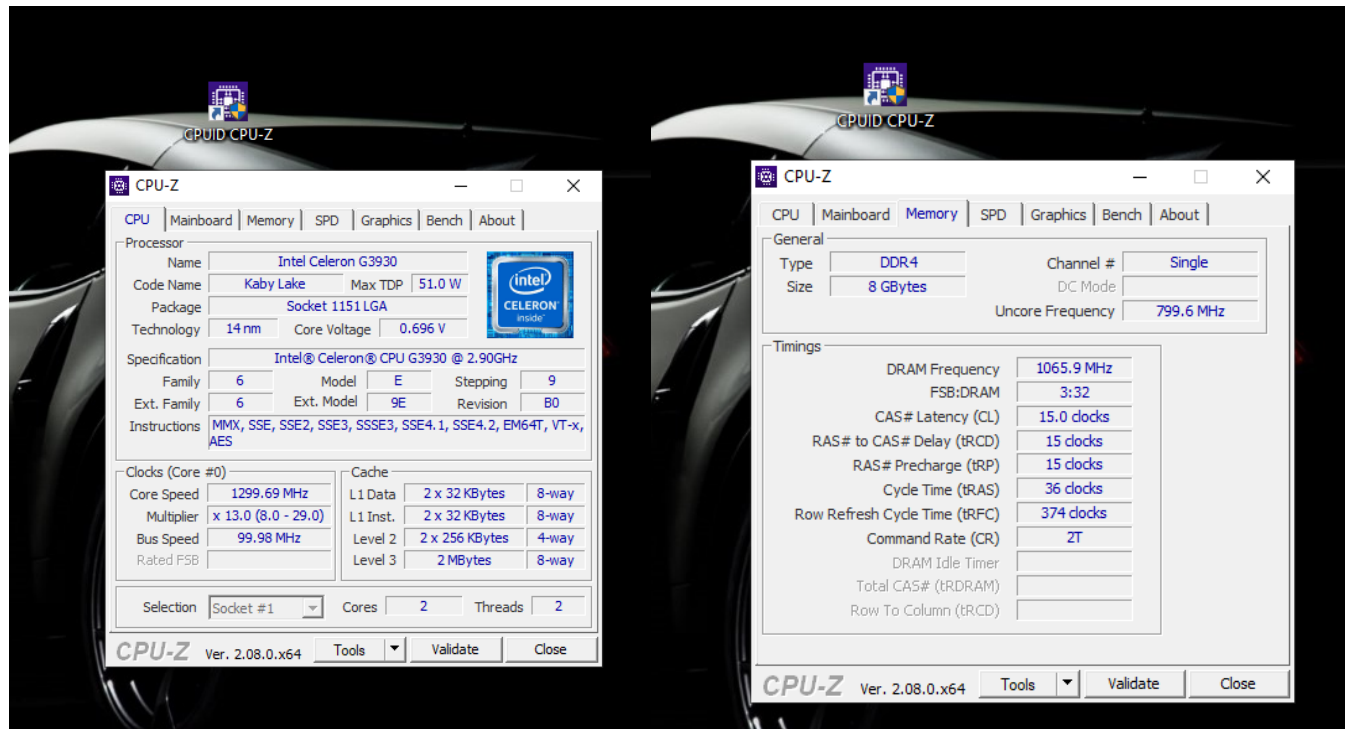 CPUID CPU-Z
CPU-Z
CPU Mainboard Memory SPD Graphics Bench About
Processor
Name Intel Celeron G3930
Code Name Kaby Lake Max TDP 51.0 W
Package Socket 1151 LGA
Technology 14 nm Core Voltage 0.696 V
intel
CELERON
inside
Specification Intel® Celeron® CPU G3930 @ 2.90GHz
Family 6 Model E Stepping 9
Ext. Family 6 Ext. Model 9E Revision B0
Instructions MMX, SSE, SSE2, SSE3, SSSE3, SSE4.1, SSE4.2, EM64T, VT-x,
AES
Clocks (Core #0) Cache
Core Speed 1299.69 MHz L1 Data 2 x 32 KBytes 8-way
Multiplier x 13.0 (8.0 - 29.0) L1 Inst. 2 x 32 KBytes 8-way
Bus Speed 99.98 MHz Level 2 2 x 256 KBytes 4-way
Rated FSB Level 3 2 MBytes 8-way
Selection Socket #1 Cores 2 Threads 2
CPU-Z Ver. 2.08.0.x64 Tools Validate Close
CPUID CPU-Z
CPU-Z
CPU Mainboard Memory SPD Graphics Bench About
General
Type DDR4 Channel # Single
Size 8 GBytes DC Mode
Uncore Frequency 799.6 MHz
Timings
DRAM Frequency 1065.9 MHz
FSB:DRAM 3:32
CAS# Latency (CL) 15.0 clocks
RAS# to CAS# Delay (tRCD) 15 clocks
RAS# Precharge (tRP) 15 clocks
Cycle Time (tRAS) 36 clocks
Row Refresh Cycle Time (tRFC) 374 clocks
Command Rate (CR) 2T
DRAM Idle Timer
Total CAS# (tRDRAM)
Row To Column (tRCD)
CPU-Z Ver. 2.08.0.x64 Tools Validate Close